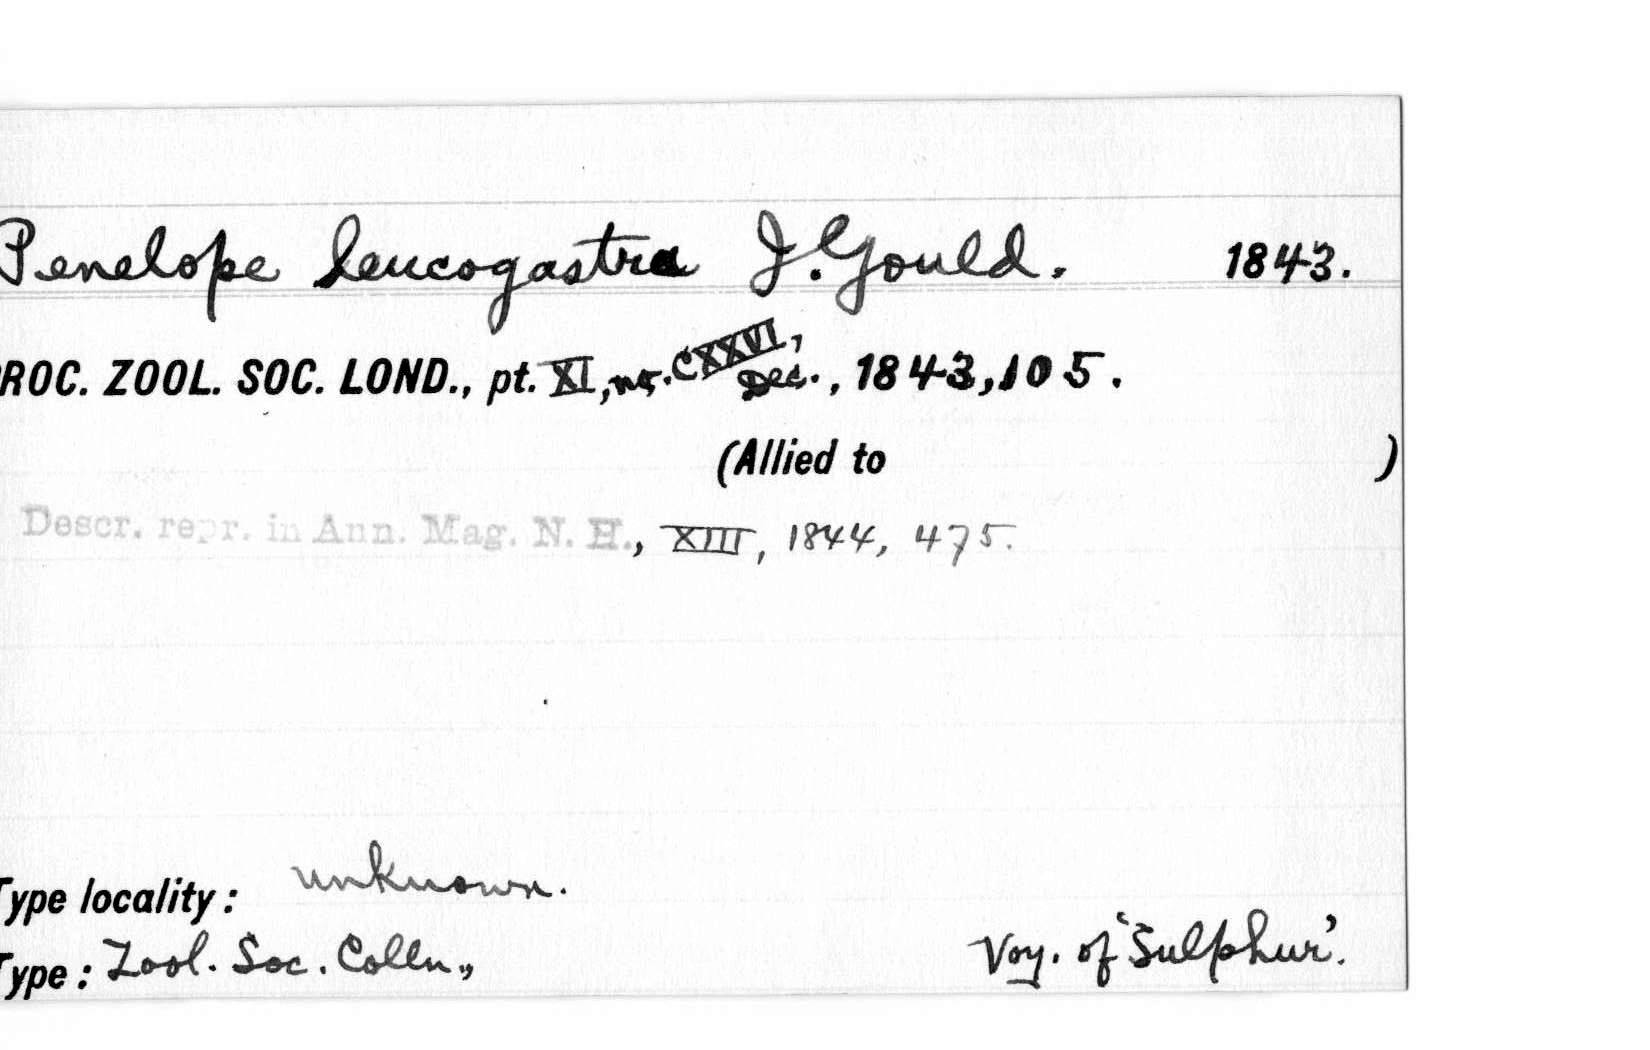 Penelope leucogastra J. Gould. 1843.
PROC. ZOOL. SOC. LOND., pt. XI, no. CXXVI, Dec., 1843, 105.
(Allied to )
Descr. repr. in Ann. Mag. N. H., XIII, 1844, 475.
Type locality: unknown.
Type: Zool. Soc. Colln., Voy. of 'Sulphur'.